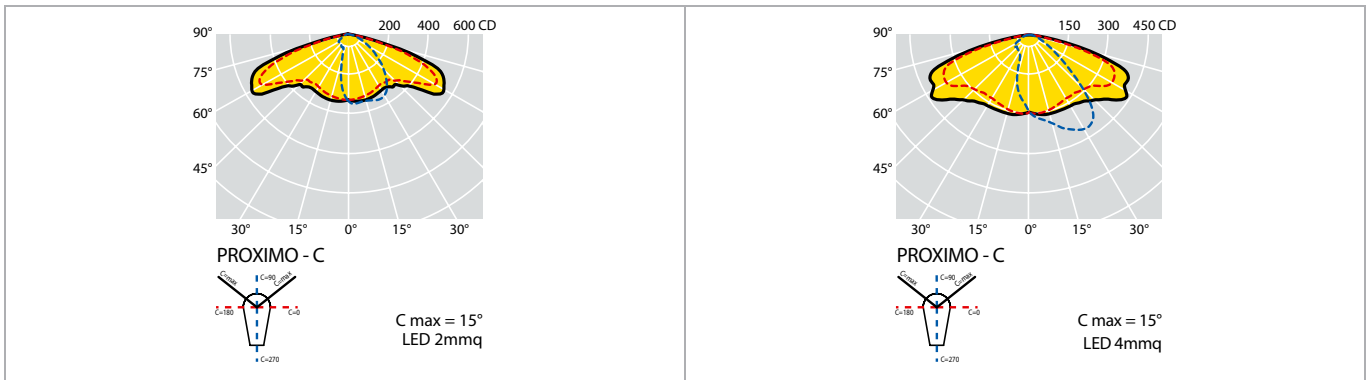 200 400 600 CD
90°
75°
60°
45°
30° 15° 0° 15° 30°
PROXIMO - C
C=max C=90 C=max
C=180 C=0
C=270
C max = 15°
LED 2mmq
150 300 450 CD
90°
75°
60°
45°
30° 15° 0° 15° 30°
PROXIMO - C
C=max C=90 C=max
C=180 C=0
C=270
C max = 15°
LED 4mmq